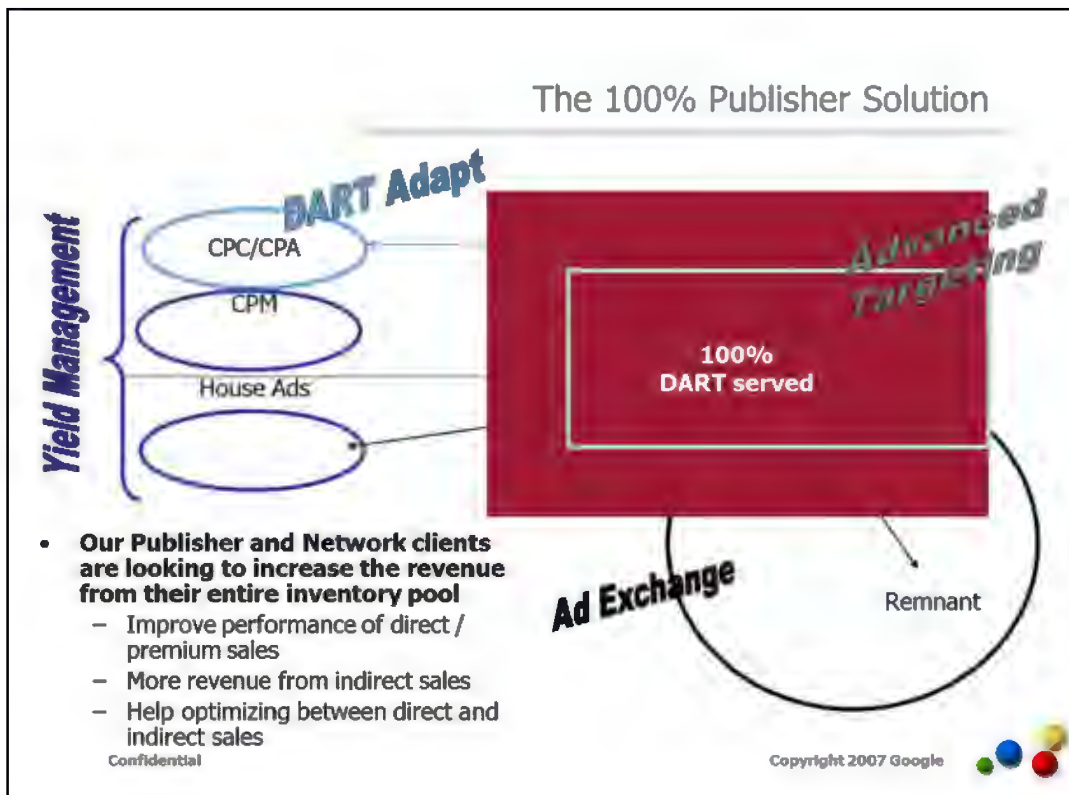 The 100% Publisher Solution
DART Adapt
Yield Management
CPC/CPA
CPM
House Ads
Advanced
Targeting
100%
DART served
Ad Exchange
Remnant
• Our Publisher and Network clients
are looking to increase the revenue
from their entire inventory pool
– Improve performance of direct /
premium sales
– More revenue from indirect sales
– Help optimizing between direct and
indirect sales
Confidential
Copyright 2007 Google